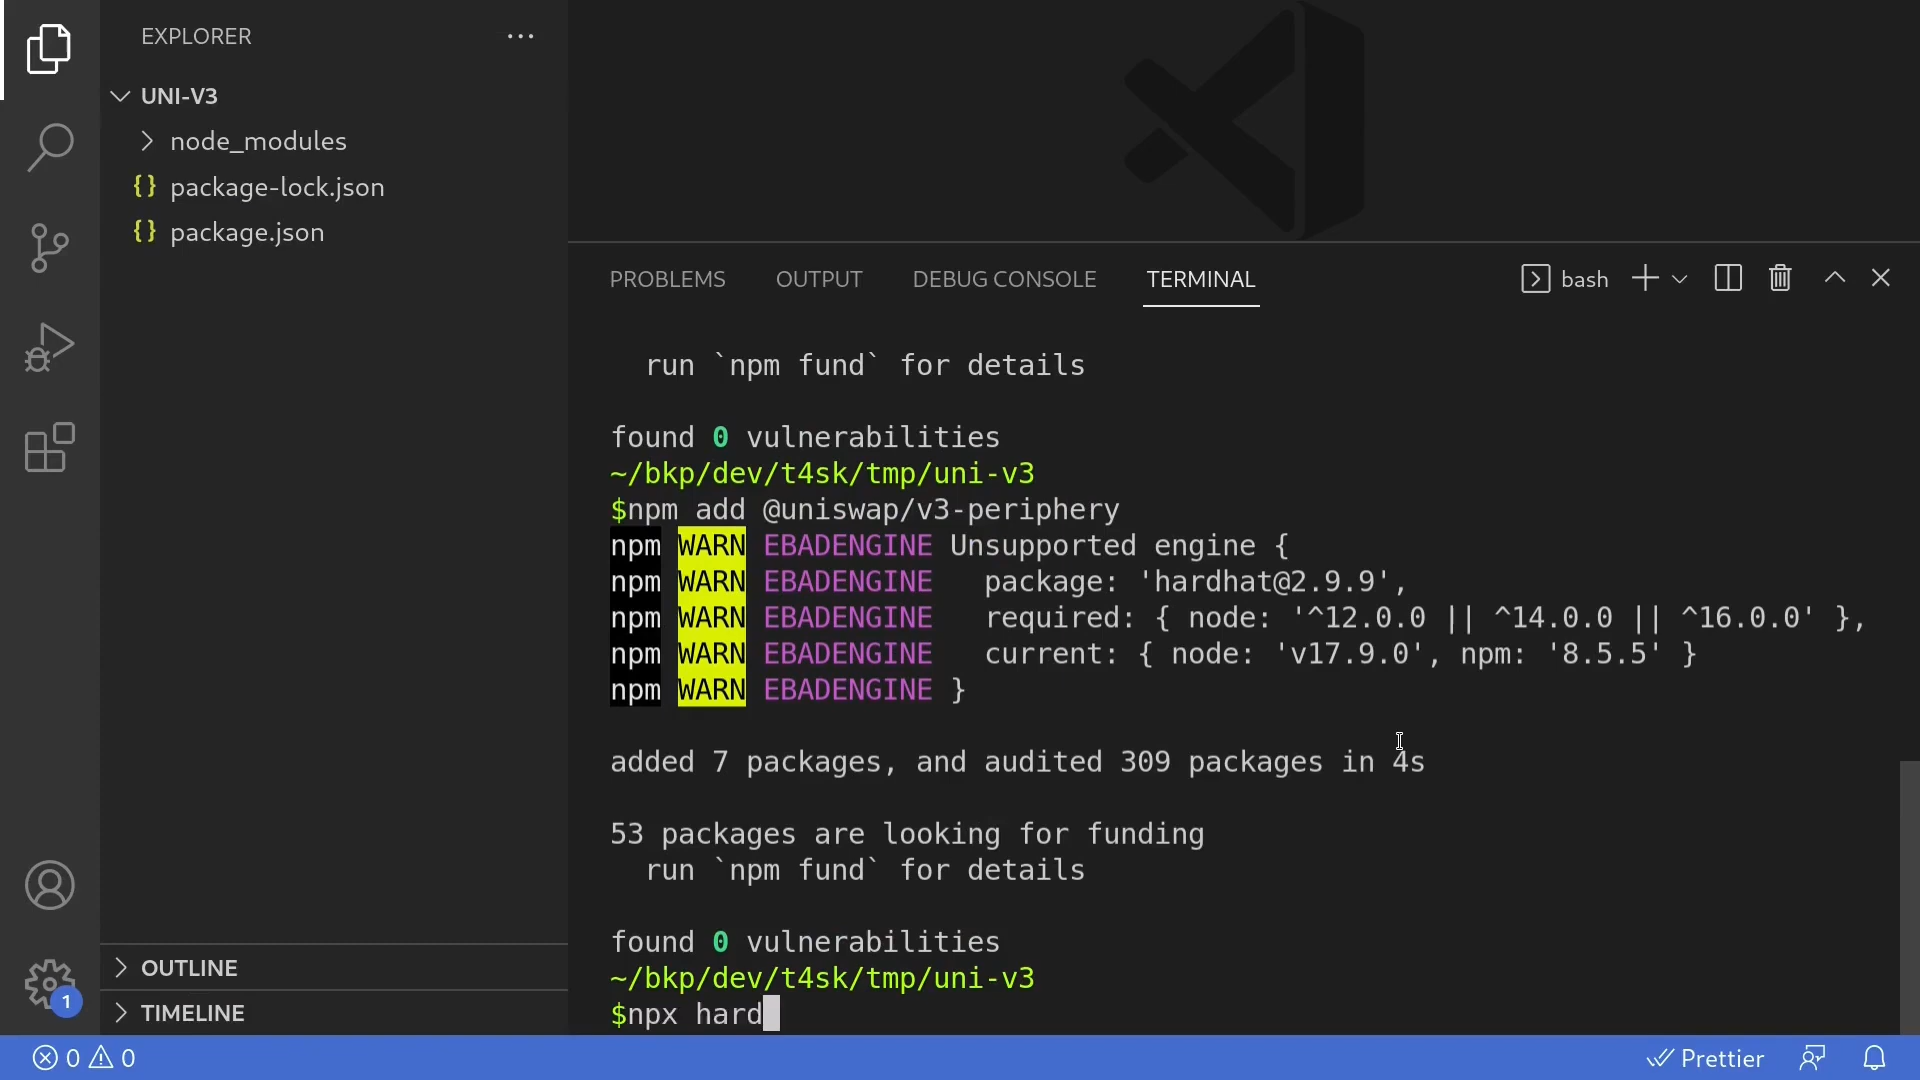 EXPLORER
UNI-V3
node_modules
{} package-lock.json
{} package.json
OUTLINE
TIMELINE
PROBLEMS OUTPUT DEBUG CONSOLE TERMINAL bash
run `npm fund` for details
found 0 vulnerabilities
~/bkp/dev/t4sk/tmp/uni-v3
$npm add @uniswap/v3-periphery
npm WARN EBADENGINE Unsupported engine {
npm WARN EBADENGINE package: 'hardhat@2.9.9',
npm WARN EBADENGINE required: { node: '^12.0.0 || ^14.0.0 || ^16.0.0' },
npm WARN EBADENGINE current: { node: 'v17.9.0', npm: '8.5.5' }
npm WARN EBADENGINE }
added 7 packages, and audited 309 packages in 4s
53 packages are looking for funding
run `npm fund` for details
found 0 vulnerabilities
~/bkp/dev/t4sk/tmp/uni-v3
$npx hard
1
0 0 Prettier